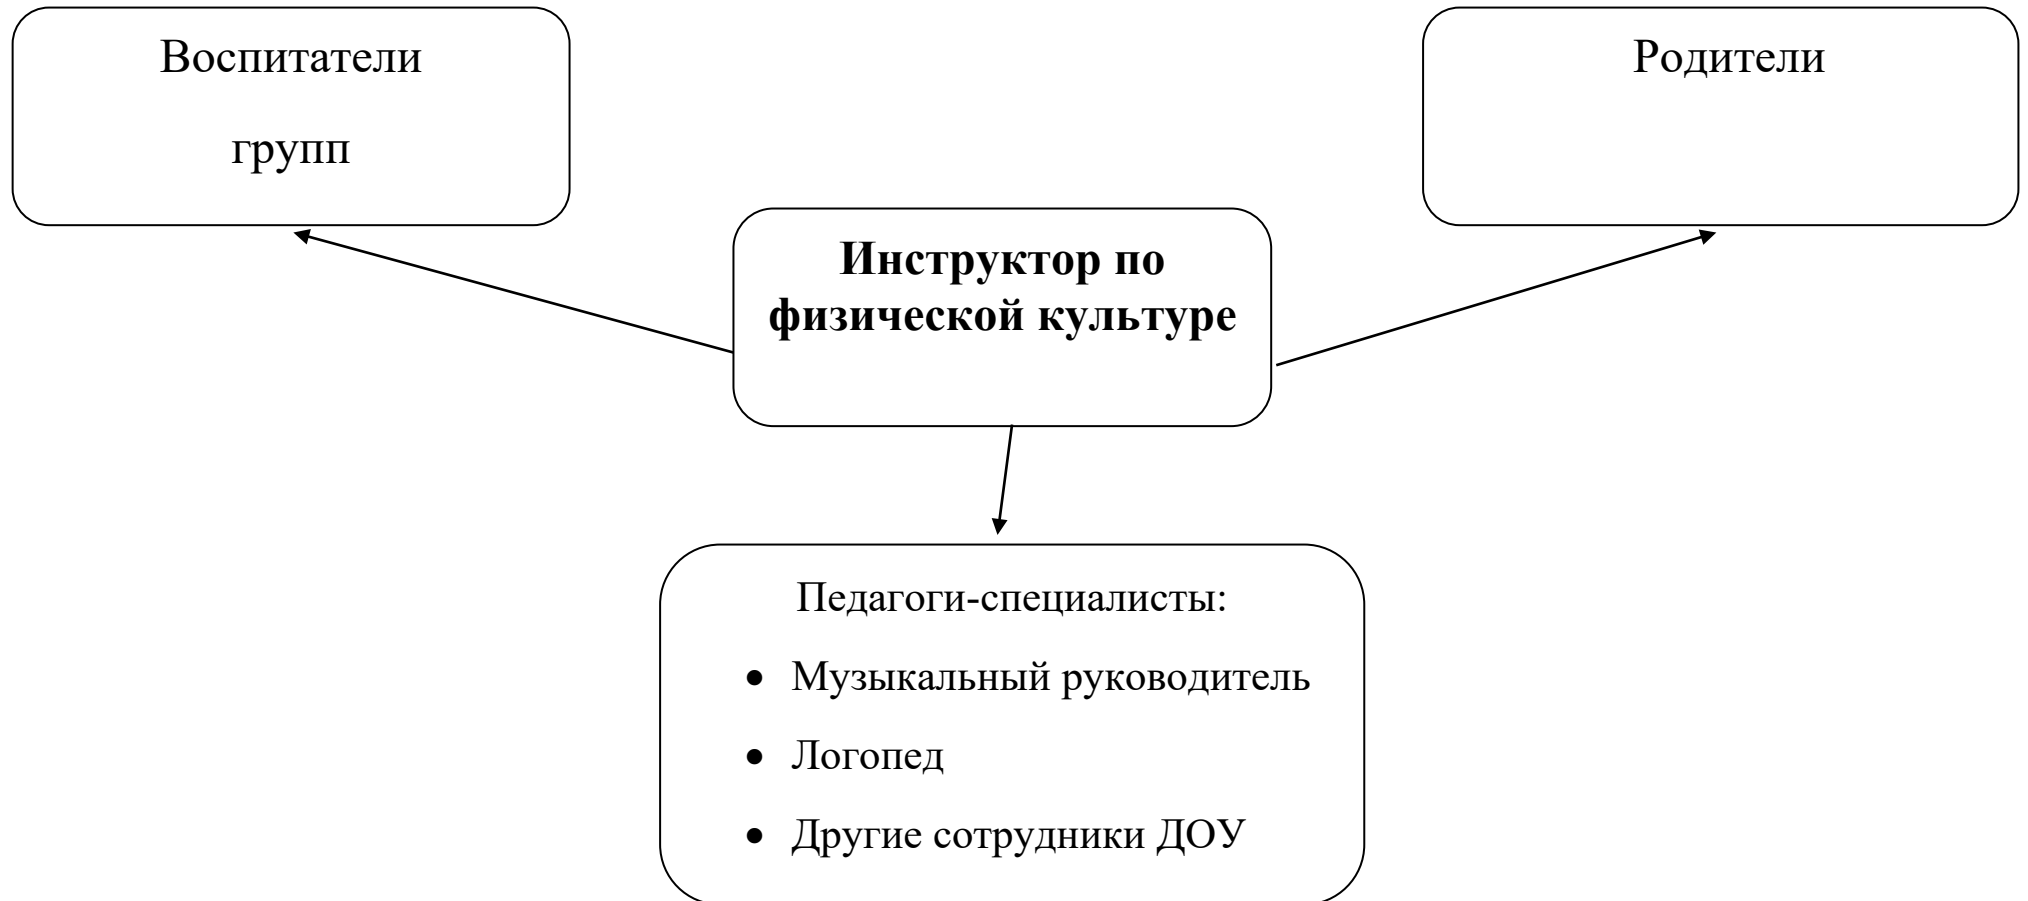 Воспитатели
групп
Родители
Инструктор по
физической культуре
Педагоги-специалисты:
• Музыкальный руководитель
• Логопед
• Другие сотрудники ДОУ